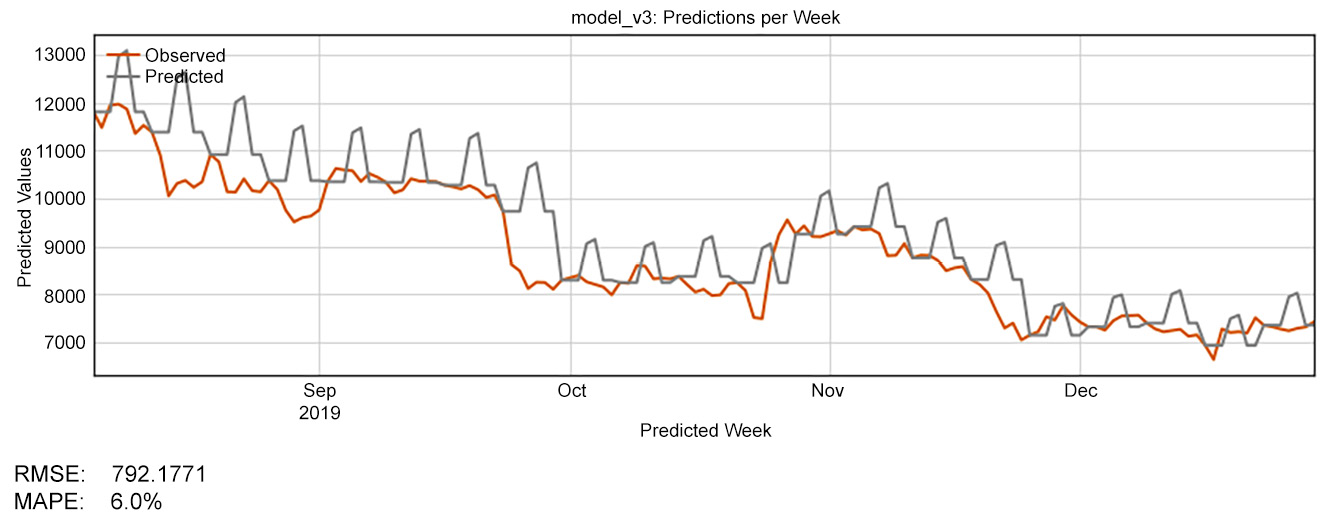 model_v3: Predictions per Week
13000
Observed
Predicted
12000
11000
10000
9000
8000
7000
Predicted Values
Sep Oct Nov Dec
2019
Predicted Week
RMSE: 792.1771
MAPE: 6.0%